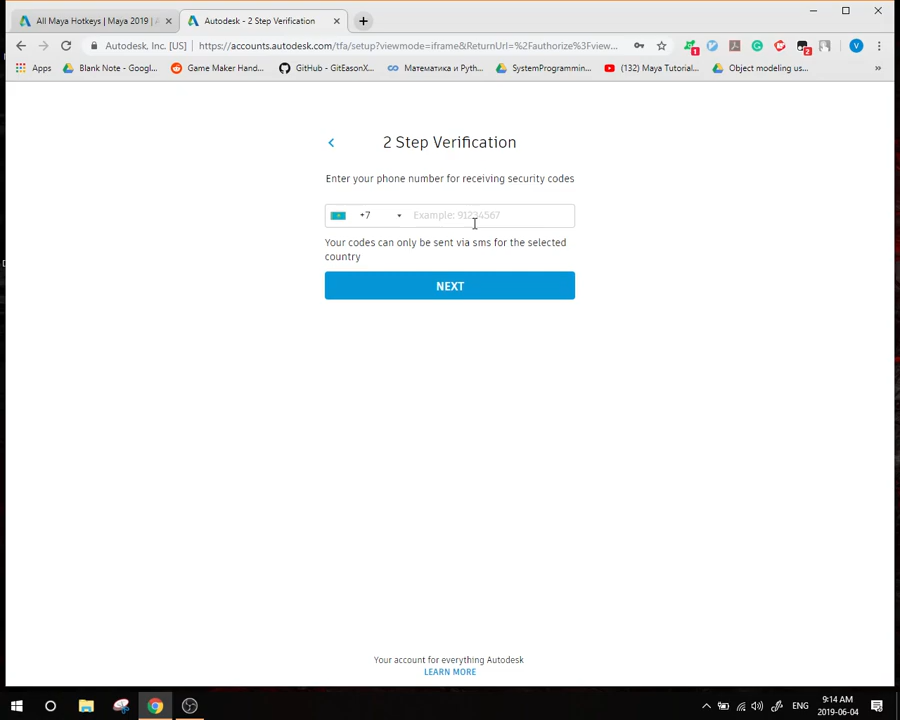 All Maya Hotkeys | Maya 2019 |
Autodesk - 2 Step Verification
Autodesk, Inc. [US]
https://accounts.autodesk.com/tfa/setup?viewmode=iframe&ReturnUrl=%2Fauthorize%3Fview...
1
2
V
Apps
Blank Note - Googl...
Game Maker Hand...
GitHub - GitEasonX...
Математика и Pyth...
SystemProgrammin...
(132) Maya Tutorial...
Object modeling us...
»
2 Step Verification
Enter your phone number for receiving security codes
+7
Example: 91234567
Your codes can only be sent via sms for the selected
country
NEXT
Your account for everything Autodesk
LEARN MORE
ENG
9:14 AM
2019-06-04